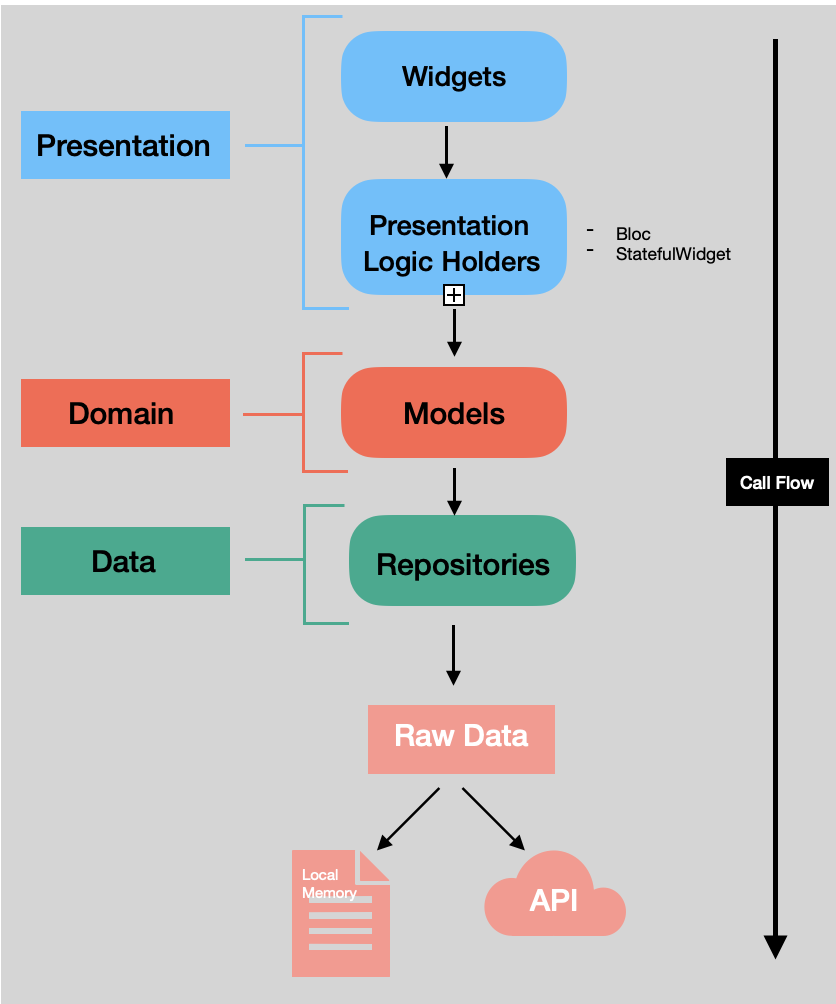 Widgets
Presentation
Presentation
Logic Holders
- Bloc
- StatefulWidget
Domain
Models
Call Flow
Data
Repositories
Raw Data
Local
Memory
API